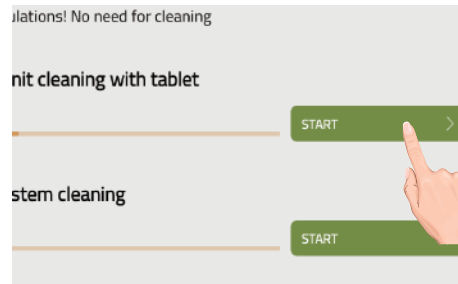 ulations! No need for cleaning
nit cleaning with tablet
START
stem cleaning
START